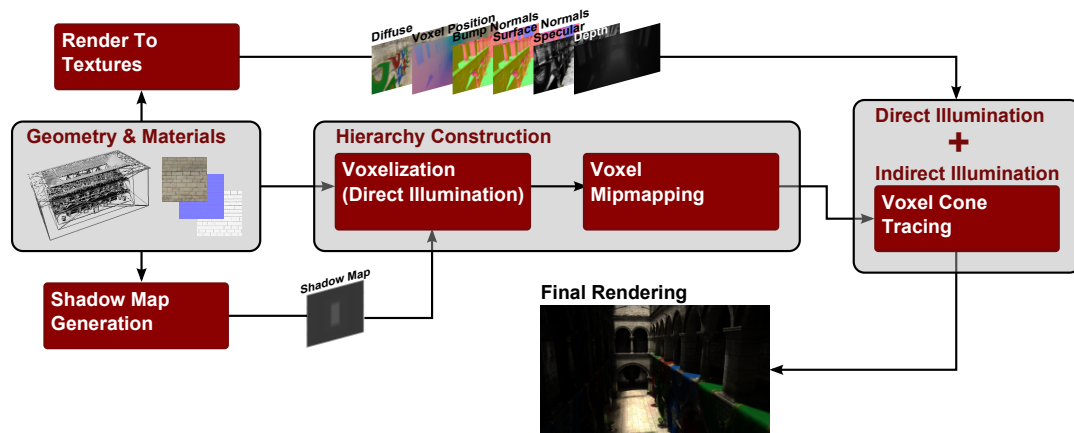 Render To
Textures
Diffuse
Voxel Position
Bump Normals
Surface Normals
Specular
Depth
Geometry & Materials
Hierarchy Construction
Voxelization
(Direct Illumination)
Voxel
Mipmapping
Direct Illumination
+
Indirect Illumination
Voxel Cone
Tracing
Shadow Map
Generation
Shadow Map
Final Rendering